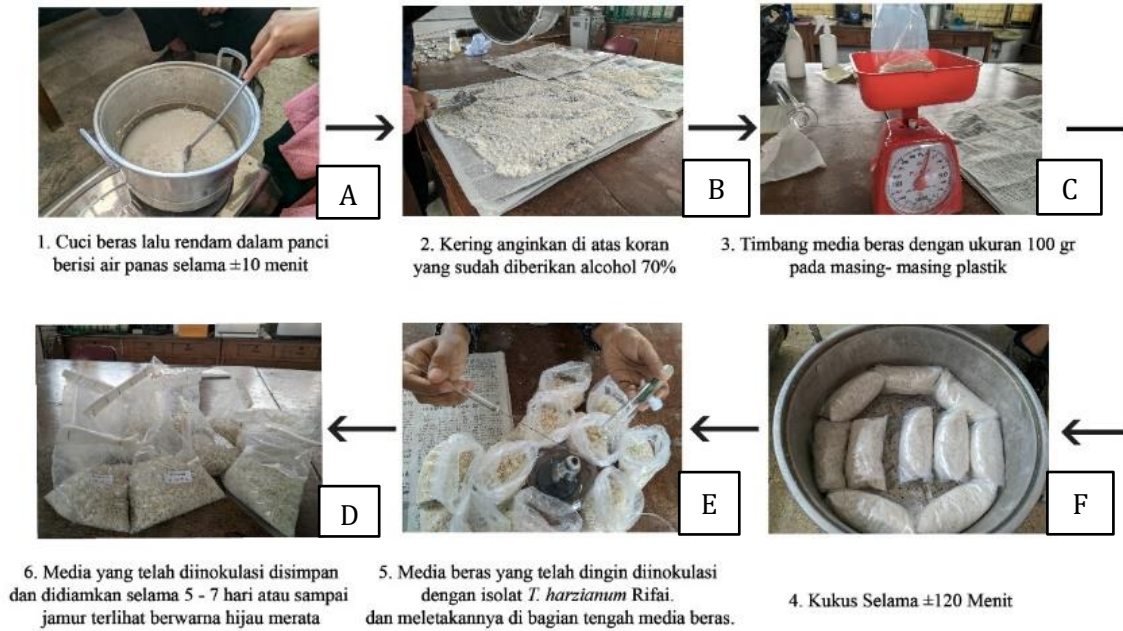 A
B
C
1. Cuci beras lalu rendam dalam panci
berisi air panas selama ±10 menit
2. Kering anginkan di atas koran
yang sudah diberikan alcohol 70%
3. Timbang media beras dengan ukuran 100 gr
pada masing- masing plastik
D
E
F
6. Media yang telah diinokulasi disimpan
dan didiamkan selama 5 - 7 hari atau sampai
jamur terlihat berwarna hijau merata
5. Media beras yang telah dingin diinokulasi
dengan isolat T. harzianum Rifai.
dan meletakannya di bagian tengah media beras.
4. Kukus Selama ±120 Menit